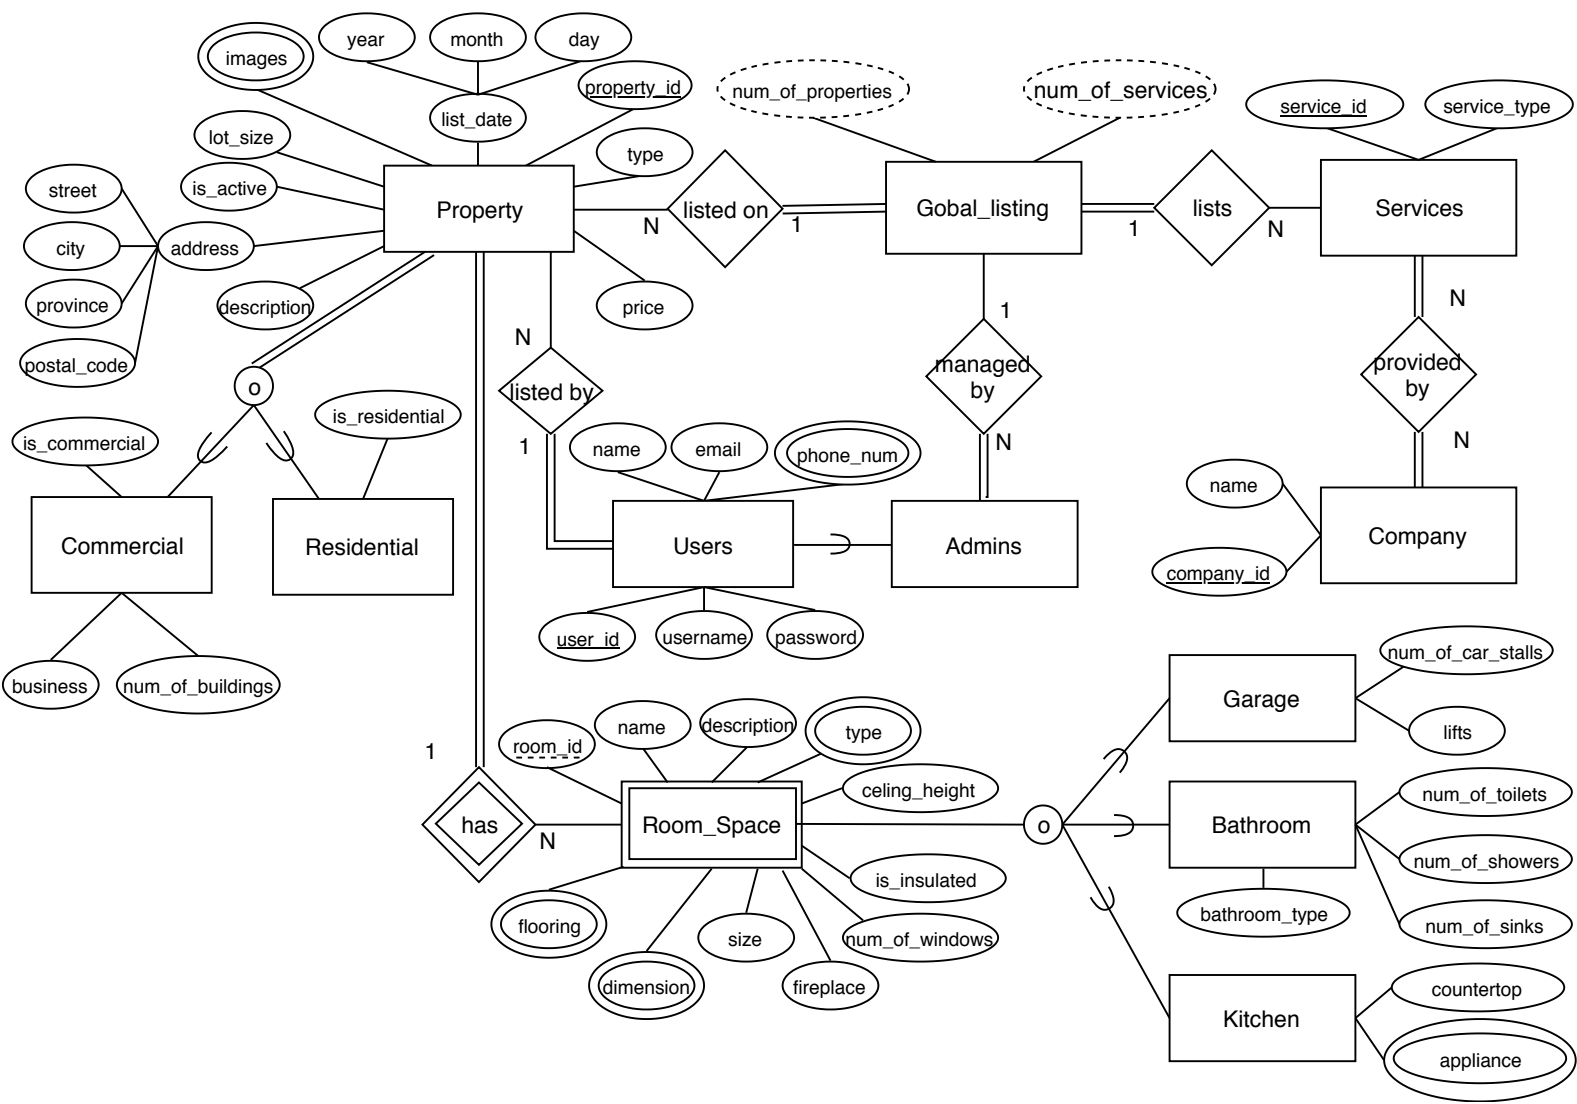 year
month
day
images
property_id
num_of_properties
num_of_services
service_id
service_type
list_date
lot_size
type
street
is_active
Property
N
listed on
1
Gobal_listing
1
lists
N
Services
city
address
province
description
price
postal_code
N
1
N
managed
by
provided
by
o
listed by
is_commercial
is_residential
1
name
email
phone_num
N
N
name
Commercial
Residential
Users
Admins
Company
company_id
user_id
username
password
business
num_of_buildings
num_of_car_stalls
Garage
lifts
1
room_id
name
description
type
celing_height
num_of_toilets
has
N
Room_Space
o
Bathroom
num_of_showers
is_insulated
bathroom_type
num_of_sinks
flooring
size
num_of_windows
dimension
fireplace
countertop
Kitchen
appliance